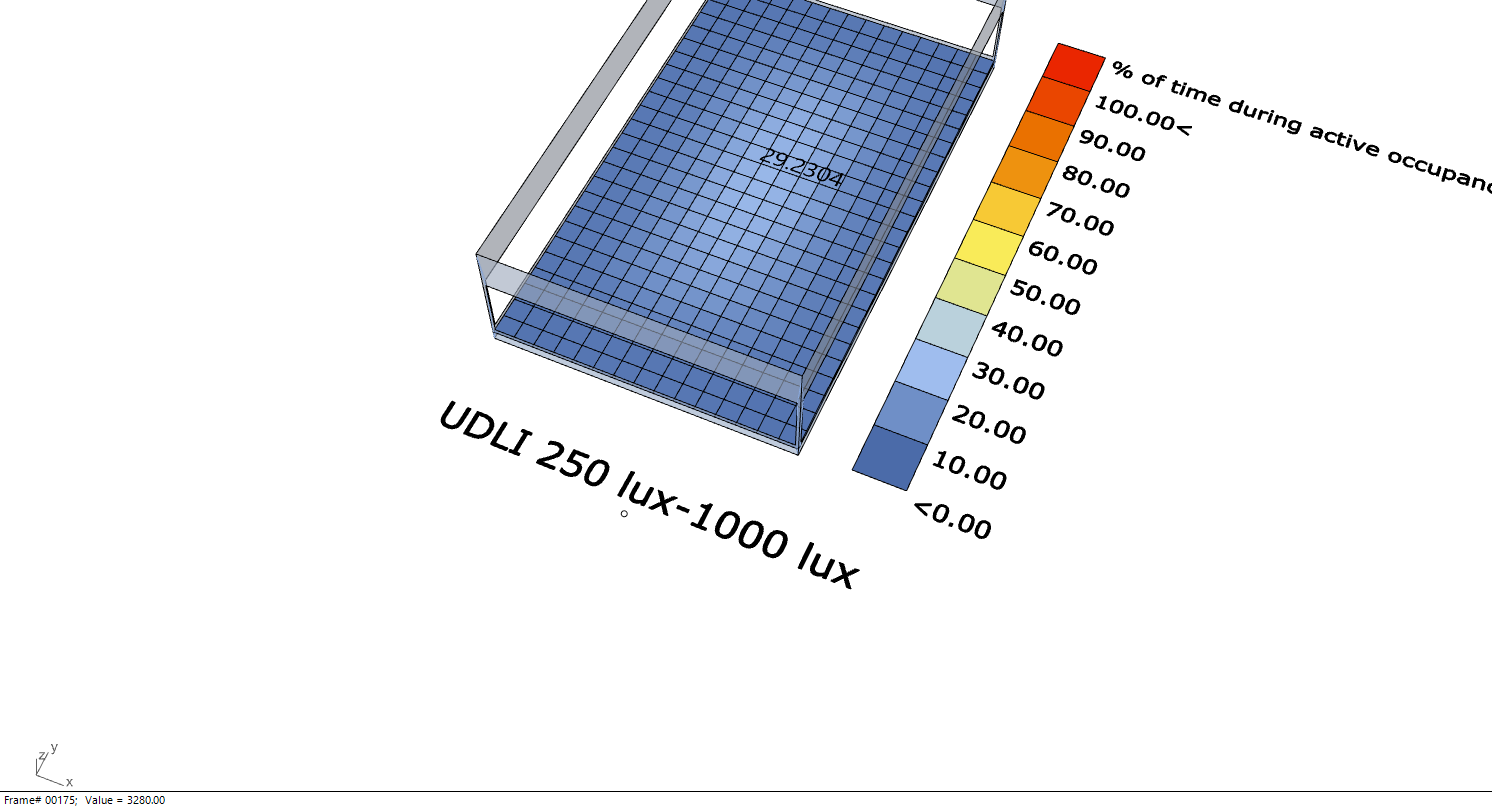 29.2304
% of time during active occupanc
100.00<
90.00
80.00
70.00
60.00
50.00
40.00
30.00
20.00
10.00
<0.00
UDLI 250 lux-1000 lux
z y
x
Frame# 00175; Value = 3280.00